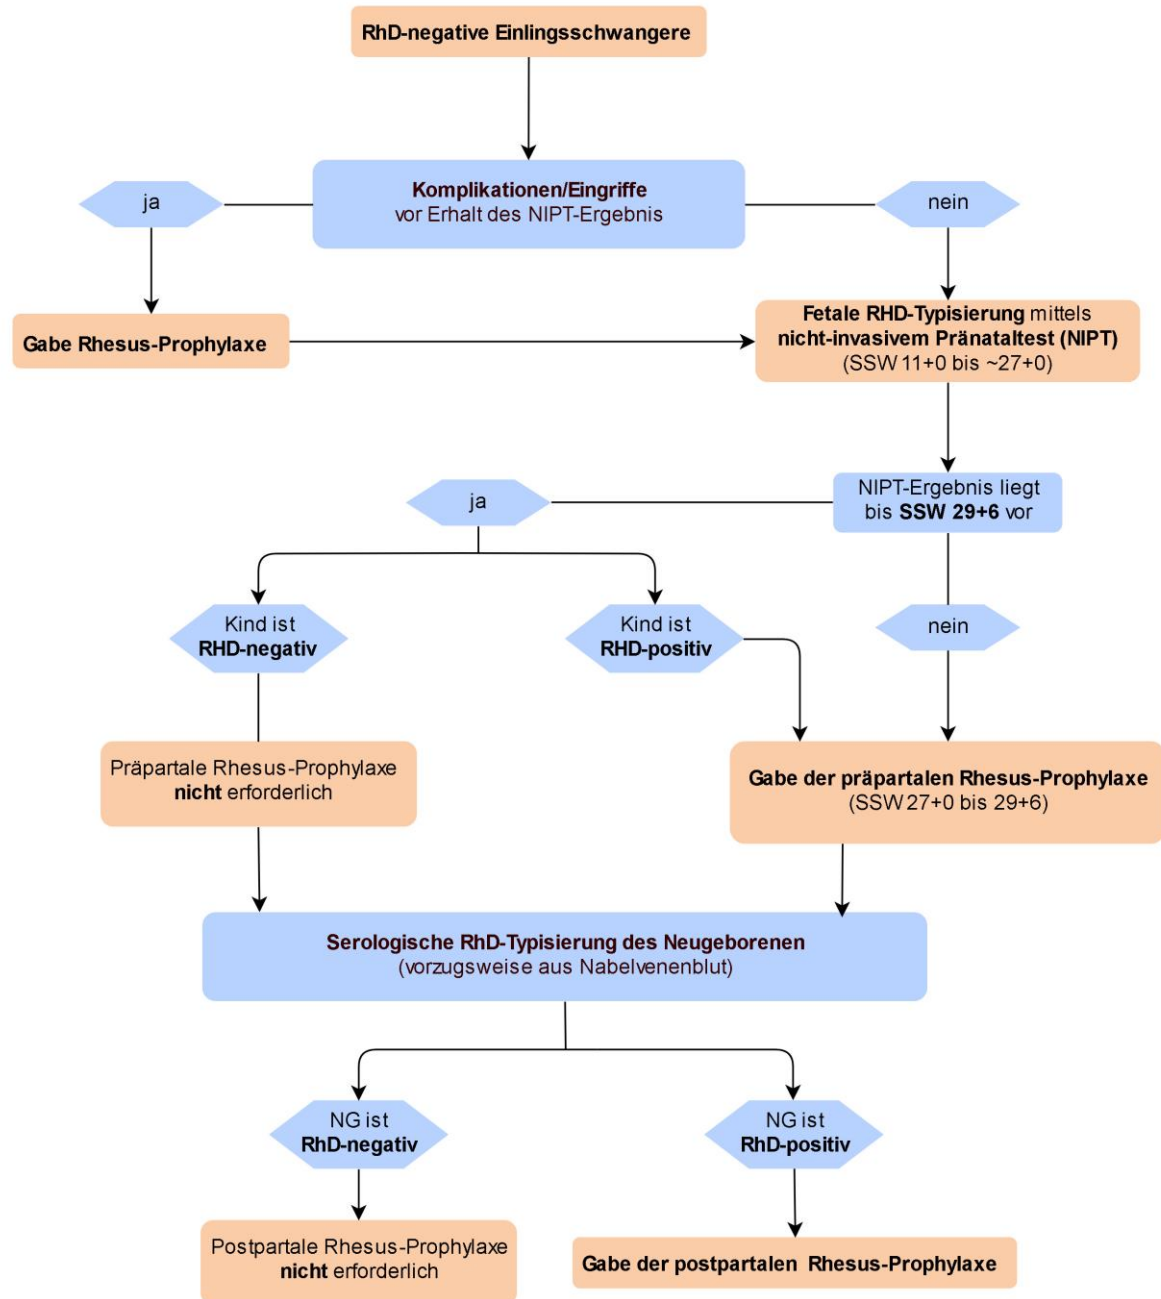 RhD-negative Einlingsschwangere
Komplikationen/Eingriffe
vor Erhalt des NIPT-Ergebnis
ja
nein
Gabe Rhesus-Prophylaxe
Fetale RHD-Typisierung mittels
nicht-invasivem Pränataltest (NIPT)
(SSW 11+0 bis ~27+0)
NIPT-Ergebnis liegt
bis SSW 29+6 vor
ja
Kind ist
RHD-negativ
Kind ist
RHD-positiv
nein
Präpartale Rhesus-Prophylaxe
nicht erforderlich
Gabe der präpartalen Rhesus-Prophylaxe
(SSW 27+0 bis 29+6)
Serologische RhD-Typisierung des Neugeborenen
(vorzugsweise aus Nabelvenenblut)
NG ist
RhD-negativ
NG ist
RhD-positiv
Postpartale Rhesus-Prophylaxe
nicht erforderlich
Gabe der postpartalen Rhesus-Prophylaxe